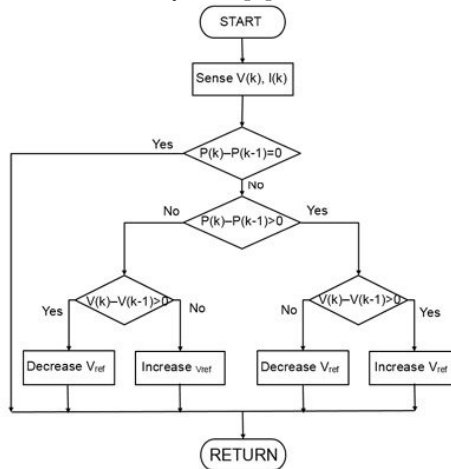 START
Sense V(k), I(k)
Yes
P(k)–P(k-1)=0
No
No
P(k)–P(k-1)>0
Yes
Yes
V(k)–V(k-1)>0
No
No
V(k)–V(k-1)>0
Yes
Decrease Vref
Increase Vref
Decrease Vref
Increase Vref
RETURN